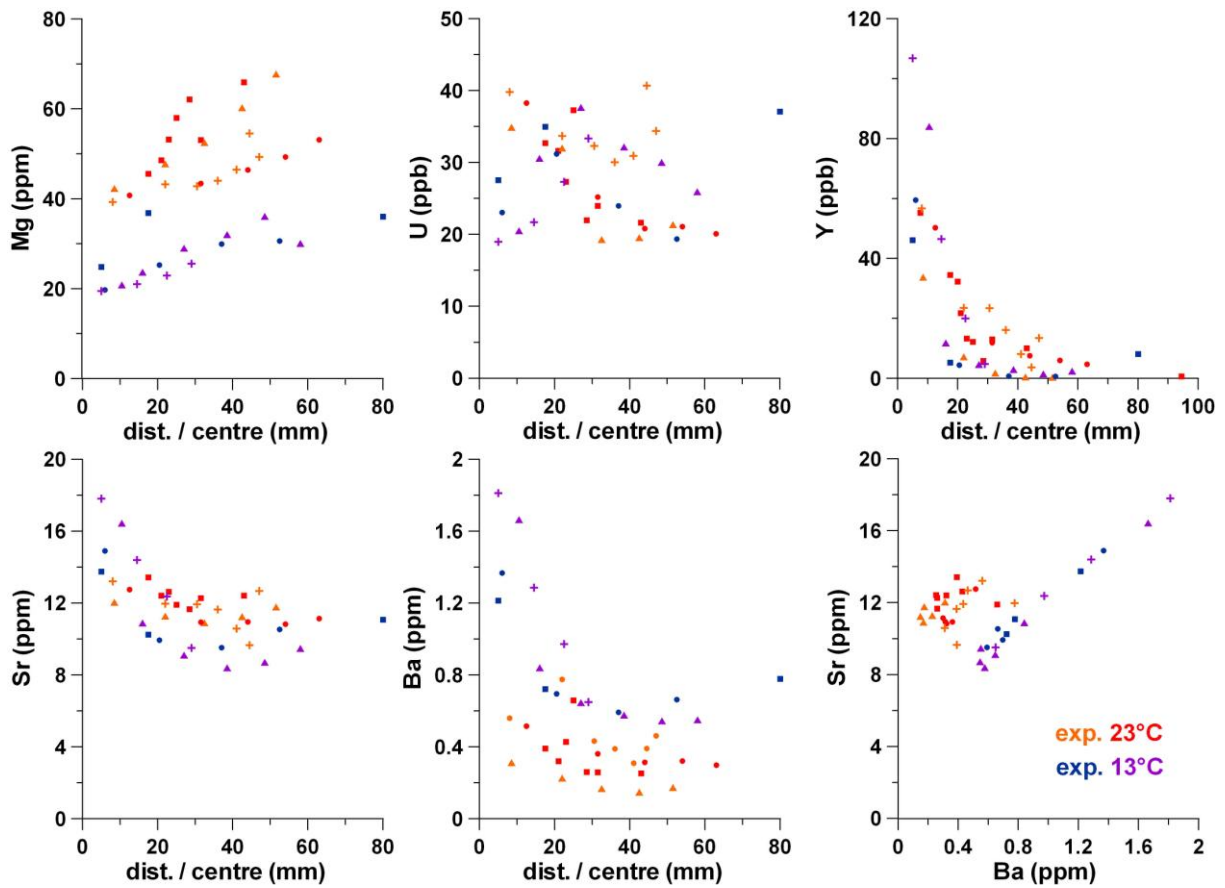 80
60
40
20
0
Mg (ppm)
0 20 40 60 80
dist. / centre (mm)
50
40
30
20
10
0
U (ppb)
0 20 40 60 80
dist. / centre (mm)
120
80
40
0
Y (ppb)
0 20 40 60 80 100
dist. / centre (mm)
20
16
12
8
4
0
Sr (ppm)
0 20 40 60 80
dist. / centre (mm)
2
1.6
1.2
0.8
0.4
0
Ba (ppm)
0 20 40 60 80
dist. / centre (mm)
20
16
12
8
4
0
Sr (ppm)
exp. 23°C
exp. 13°C
0 0.4 0.8 1.2 1.6 2
Ba (ppm)